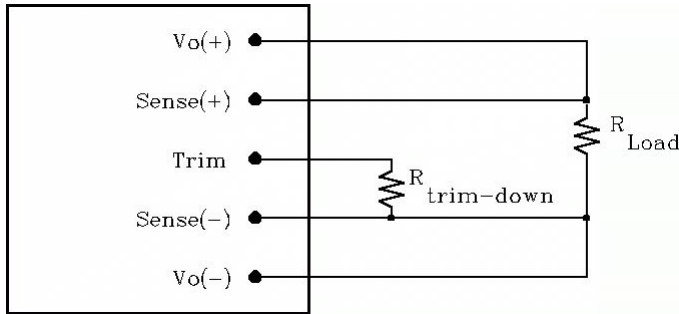 Vo(+)
Sense(+)
Trim
Sense(-)
Vo(-)
R
trim-down
R
Load